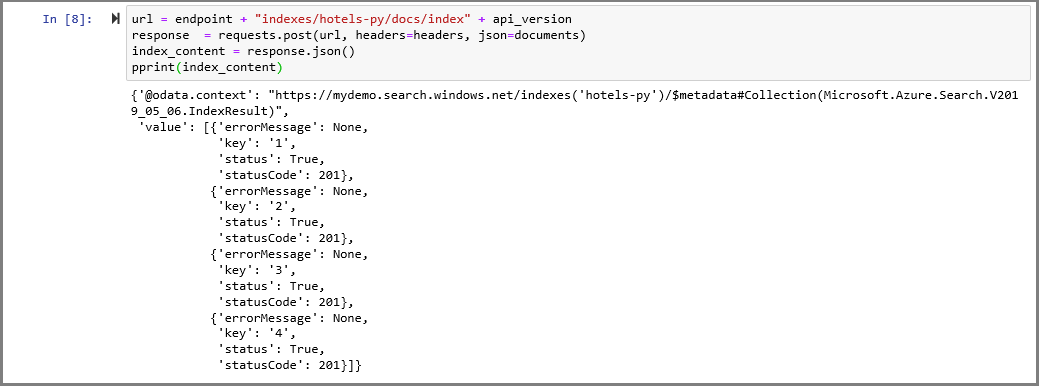 In [8]: url = endpoint + "indexes/hotels-py/docs/index" + api_version
response  = requests.post(url, headers=headers, json=documents)
index_content = response.json()
pprint(index_content)
{'@odata.context': "https://mydemo.search.windows.net/indexes('hotels-py')/$metadata#Collection(Microsoft.Azure.Search.V201
9_05_06.IndexResult)",
 'value': [{'errorMessage': None,
            'key': '1',
            'status': True,
            'statusCode': 201},
           {'errorMessage': None,
            'key': '2',
            'status': True,
            'statusCode': 201},
           {'errorMessage': None,
            'key': '3',
            'status': True,
            'statusCode': 201},
           {'errorMessage': None,
            'key': '4',
            'status': True,
            'statusCode': 201}]}